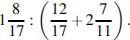 1 8/17 : (12/17 + 2 7/11).